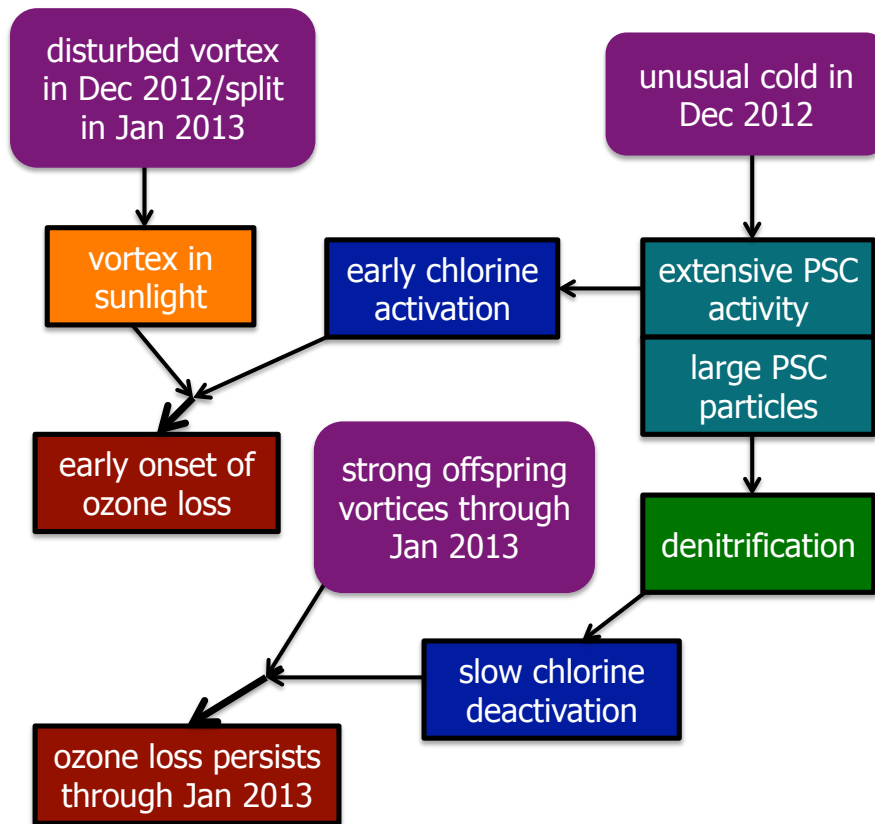 disturbed vortex
in Dec 2012/split
in Jan 2013
unusual cold in
Dec 2012
vortex in
sunlight
early chlorine
activation
extensive PSC
activity
large PSC
particles
early onset of
ozone loss
strong offspring
vortices through
Jan 2013
denitrification
slow chlorine
deactivation
ozone loss persists
through Jan 2013